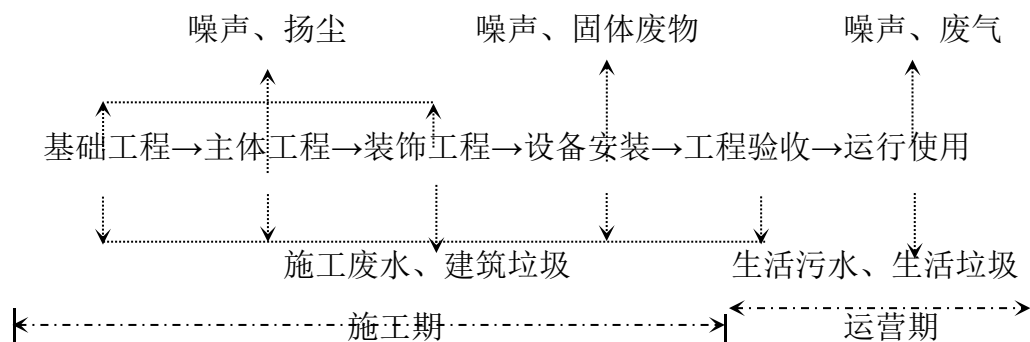 噪声、扬尘 噪声、固体废物 噪声、废气
基础工程→主体工程→装饰工程→设备安装→工程验收→运行使用
施工废水、建筑垃圾 生活污水、生活垃圾
施工期 运营期